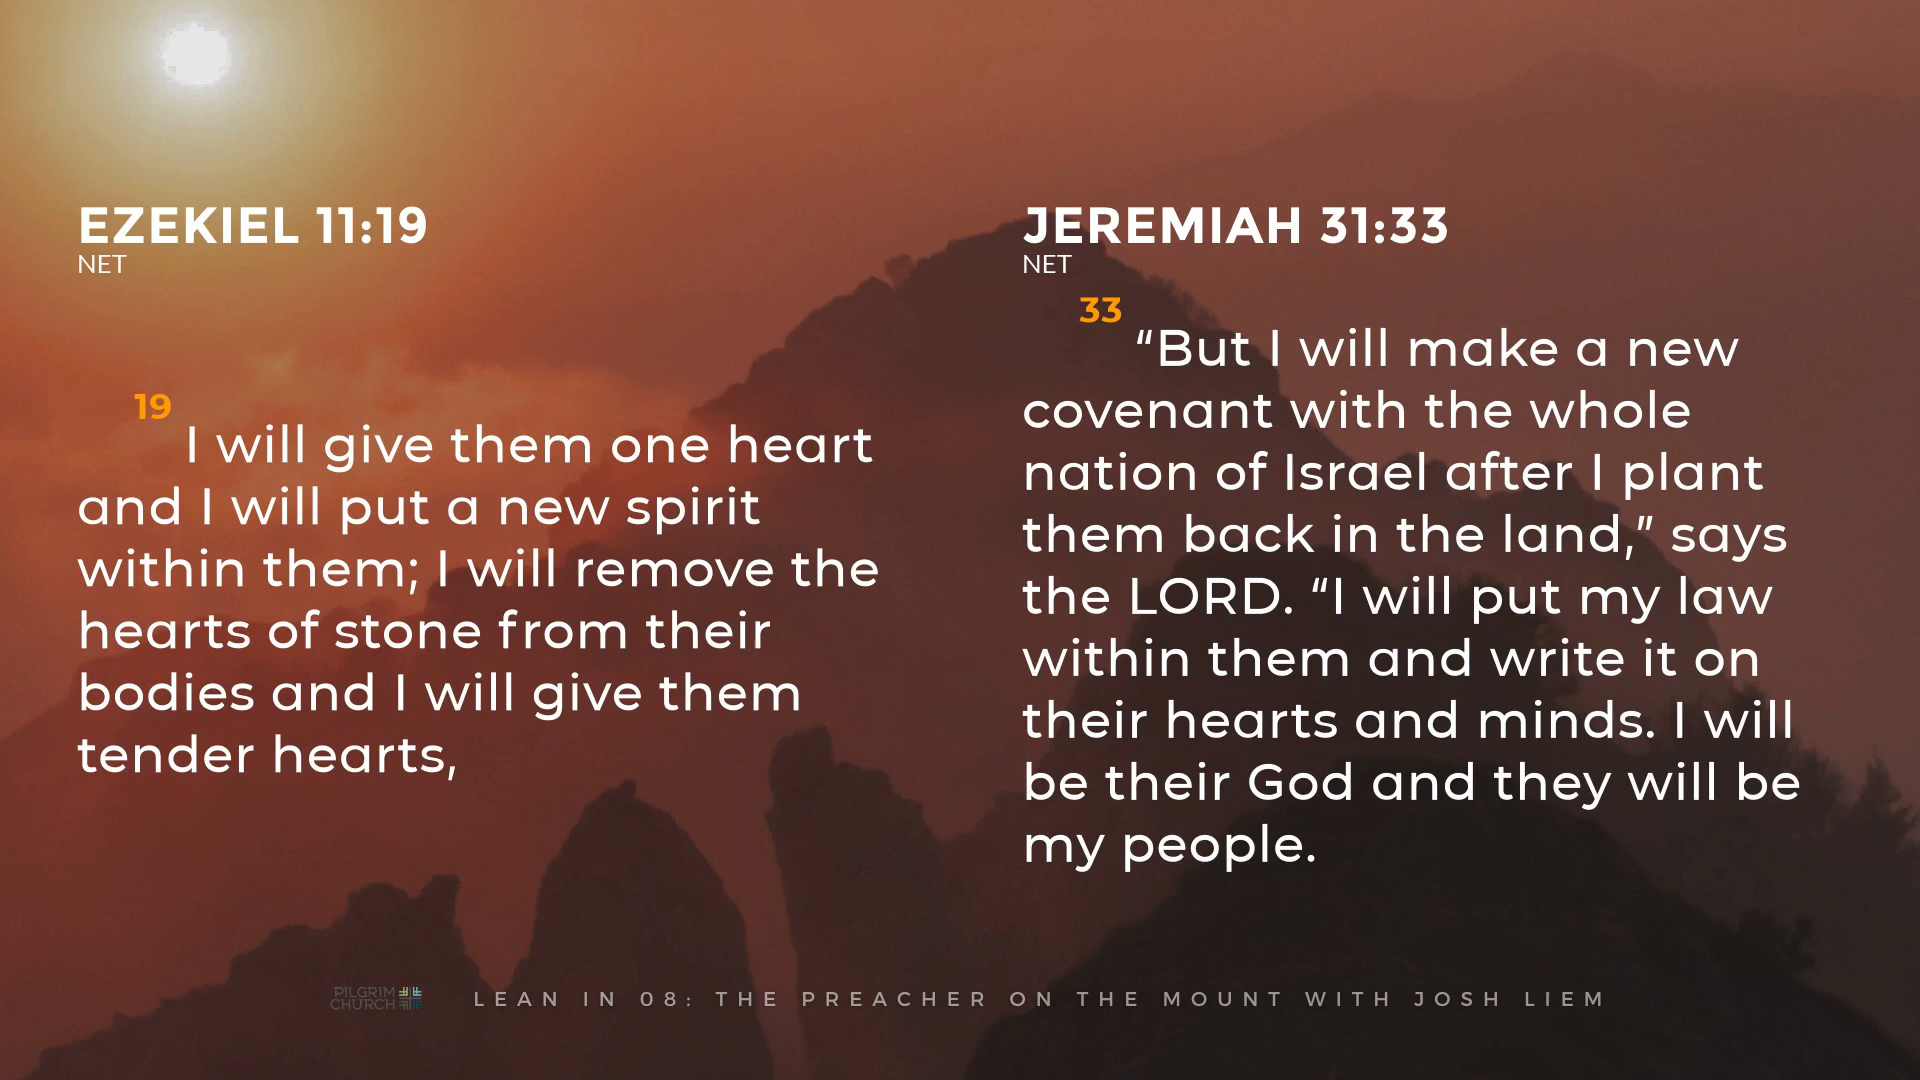 EZEKIEL 11:19
NET
19 I will give them one heart
and I will put a new spirit
within them; I will remove the
hearts of stone from their
bodies and I will give them
tender hearts,
JEREMIAH 31:33
NET
33 “But I will make a new
covenant with the whole
nation of Israel after I plant
them back in the land,” says
the LORD. “I will put my law
within them and write it on
their hearts and minds. I will
be their God and they will be
my people.
PILGRIM
CHURCH
LEAN IN 08: THE PREACHER ON THE MOUNT WITH JOSH LIEM